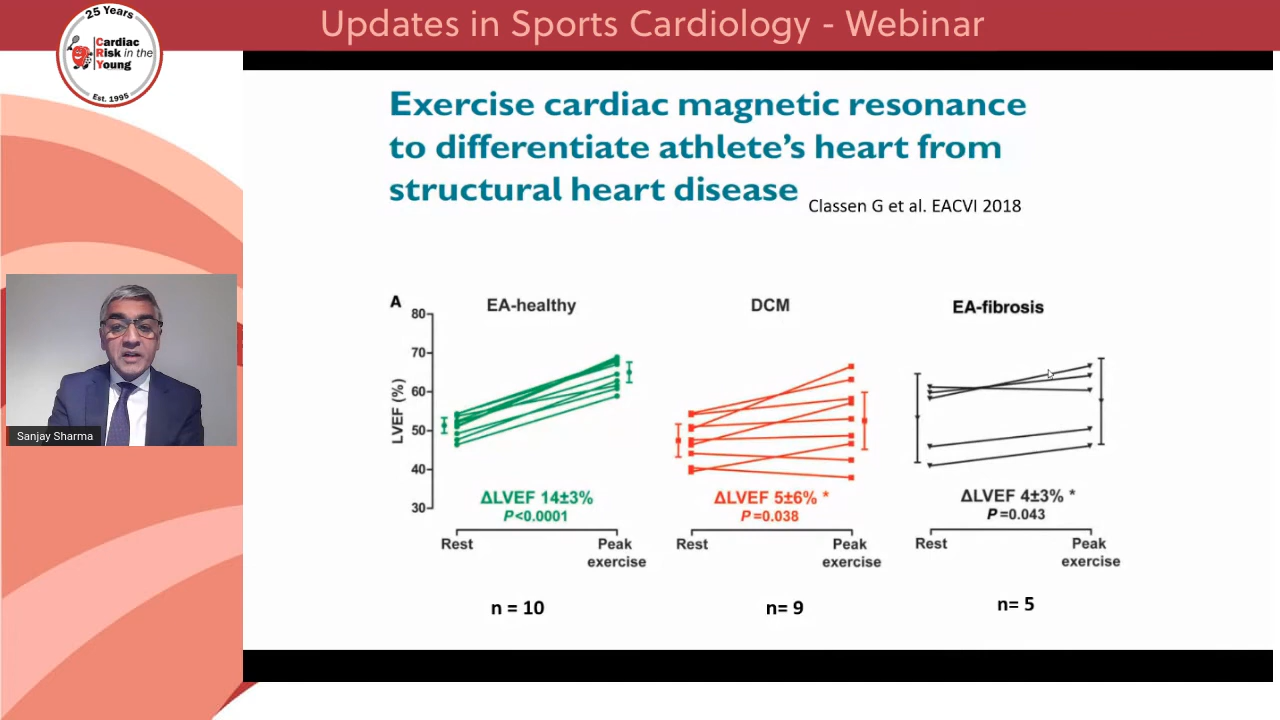 Updates in Sports Cardiology - Webinar
25 Years
Cardiac
Risk in the
Young
Est. 1995
Exercise cardiac magnetic resonance
to differentiate athlete's heart from
structural heart disease
Classen G et al. EACVI 2018
A
EA-healthy
DCM
EA-fibrosis
LVEF (%)
80
70
60
50
40
30
ΔLVEF 14±3%
P<0.0001
ΔLVEF 5±6% *
P=0.038
ΔLVEF 4±3% *
P=0.043
Rest
Peak
exercise
Rest
Peak
exercise
Rest
Peak
exercise
n = 10
n= 9
n= 5
Sanjay Sharma